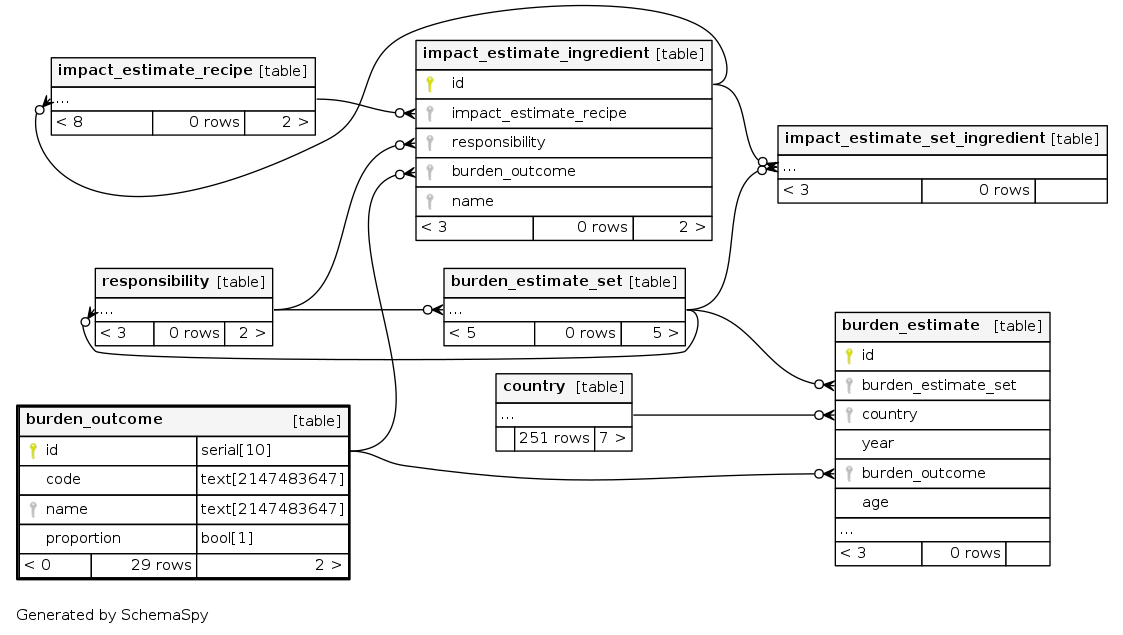 impact_estimate_recipe [table]
...
< 8 0 rows 2 >
impact_estimate_ingredient [table]
id
impact_estimate_recipe
responsibility
burden_outcome
name
< 3 0 rows 2 >
impact_estimate_set_ingredient [table]
...
< 3 0 rows
responsibility [table]
...
< 3 0 rows 2 >
burden_estimate_set [table]
...
< 5 0 rows 5 >
burden_estimate [table]
id
burden_estimate_set
country
year
burden_outcome
age
...
< 3 0 rows
country [table]
...
251 rows 7 >
burden_outcome [table]
id serial[10]
code text[2147483647]
name text[2147483647]
proportion bool[1]
< 0 29 rows 2 >
Generated by SchemaSpy